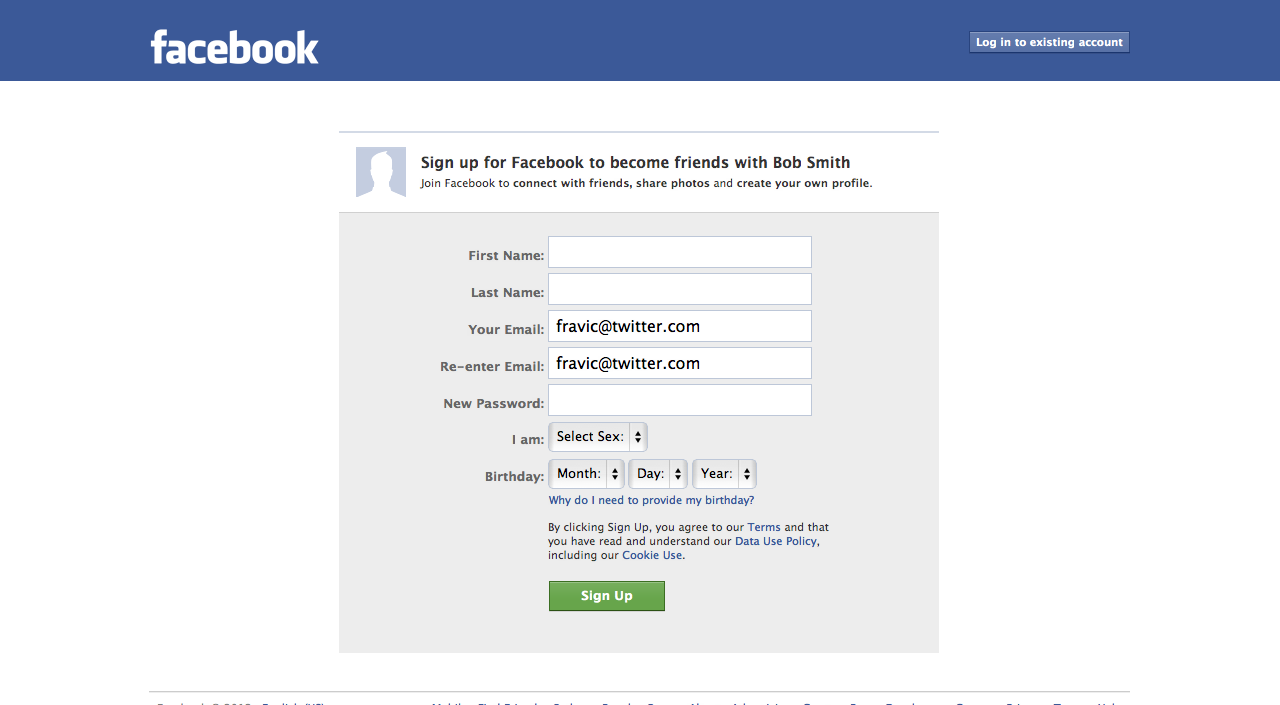 facebook
Log in to existing account
Sign up for Facebook to become friends with Bob Smith
Join Facebook to connect with friends, share photos and create your own profile.
First Name:
Last Name:
Your Email: fravic@twitter.com
Re-enter Email: fravic@twitter.com
New Password:
I am: Select Sex:
Birthday: Month: Day: Year:
Why do I need to provide my birthday?
By clicking Sign Up, you agree to our Terms and that
you have read and understand our Data Use Policy,
including our Cookie Use.
Sign Up